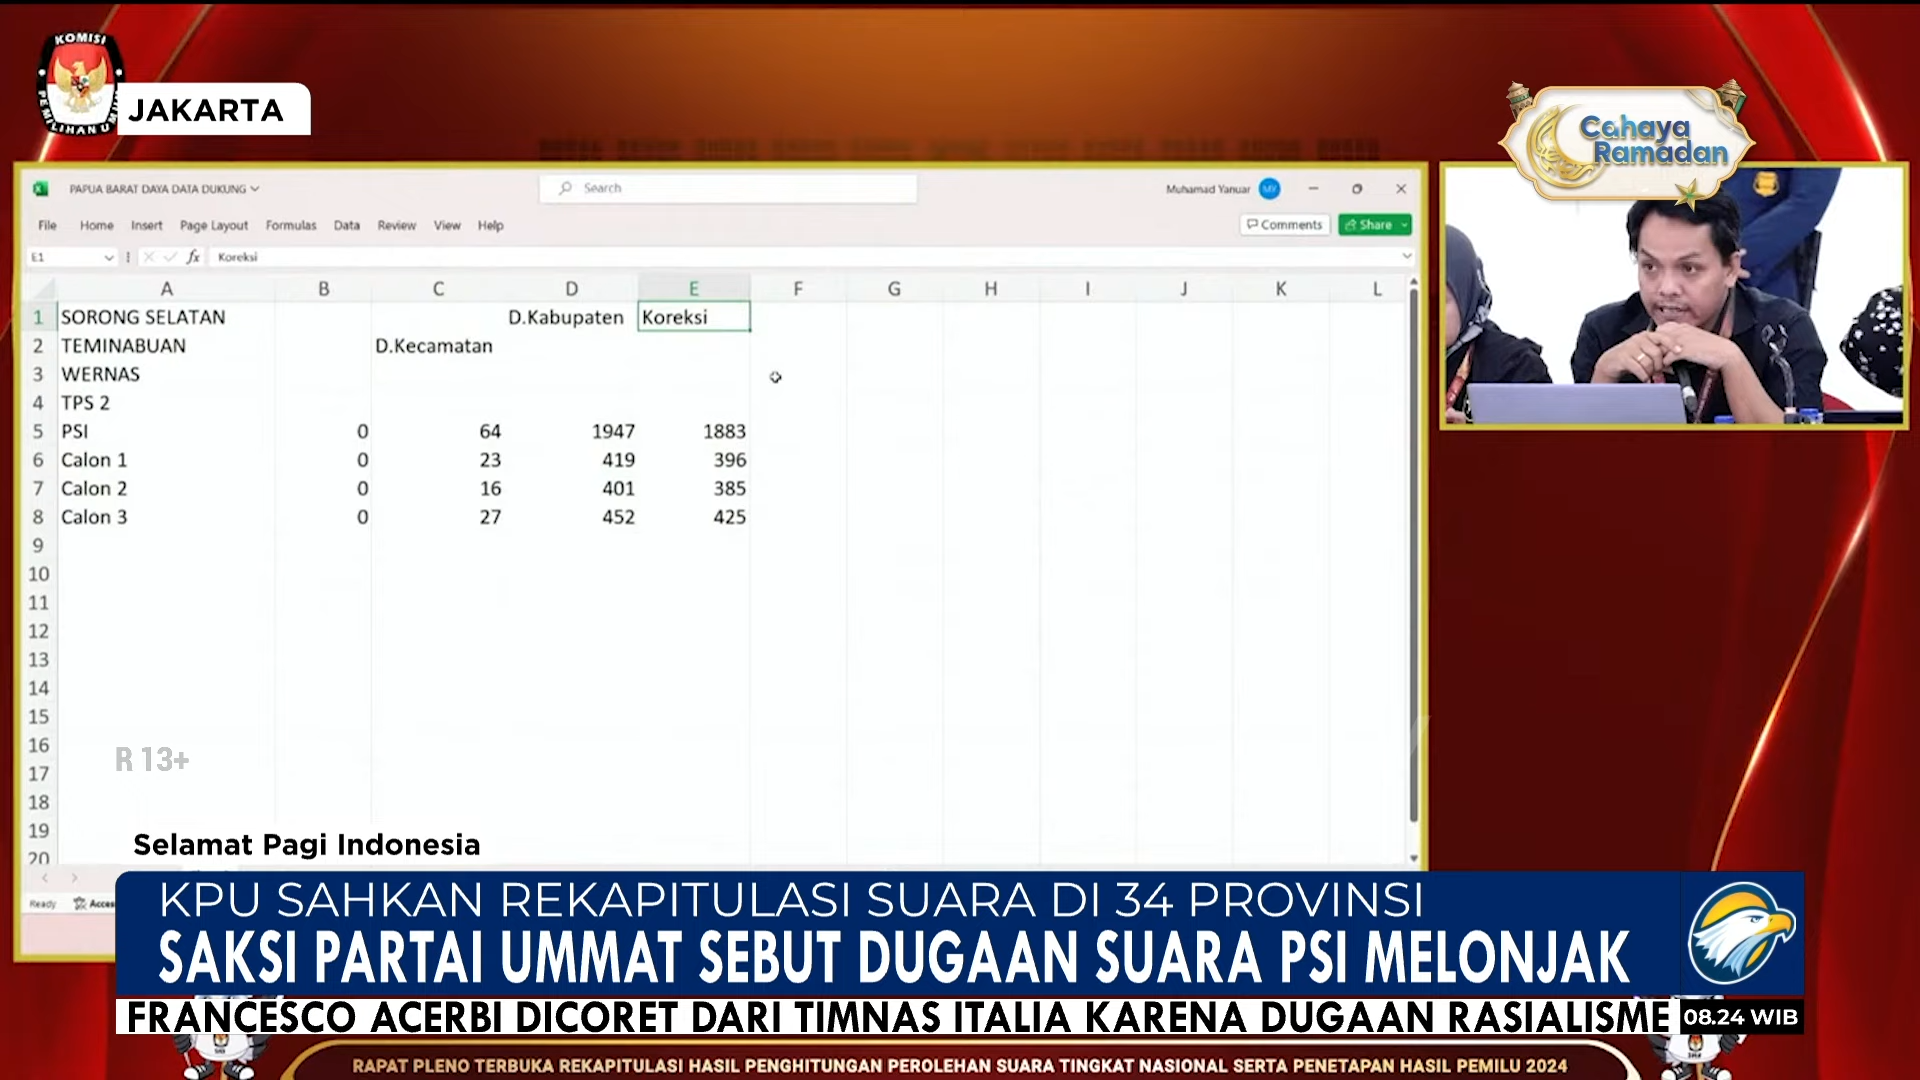 KOMISI
PEMILIHAN UMUM
JAKARTA
Cahaya
Ramadan
PAPUA BARAT DAYA DATA DUKUNG
Search
Muhamad Yanuar
MY
File Home Insert Page Layout Formulas Data Review View Help
Comments
Share
E1
fx
Koreksi
A B C D E F G H I J K L
1 SORONG SELATAN D.Kabupaten Koreksi
2 TEMINABUAN D.Kecamatan
3 WERNAS
4 TPS 2
5 PSI 0 64 1947 1883
6 Calon 1 0 23 419 396
7 Calon 2 0 16 401 385
8 Calon 3 0 27 452 425
9
10
11
12
13
14
15
16
17
18
19
20
R 13+
Ready
Selamat Pagi Indonesia
KPU SAHKAN REKAPITULASI SUARA DI 34 PROVINSI
SAKSI PARTAI UMMAT SEBUT DUGAAN SUARA PSI MELONJAK
FRANCESCO ACERBI DICORET DARI TIMNAS ITALIA KARENA DUGAAN RASIALISME
08.24 WIB
RAPAT PLENO TERBUKA REKAPITULASI HASIL PENGHITUNGAN PEROLEHAN SUARA TINGKAT NASIONAL SERTA PENETAPAN HASIL PEMILU 2024